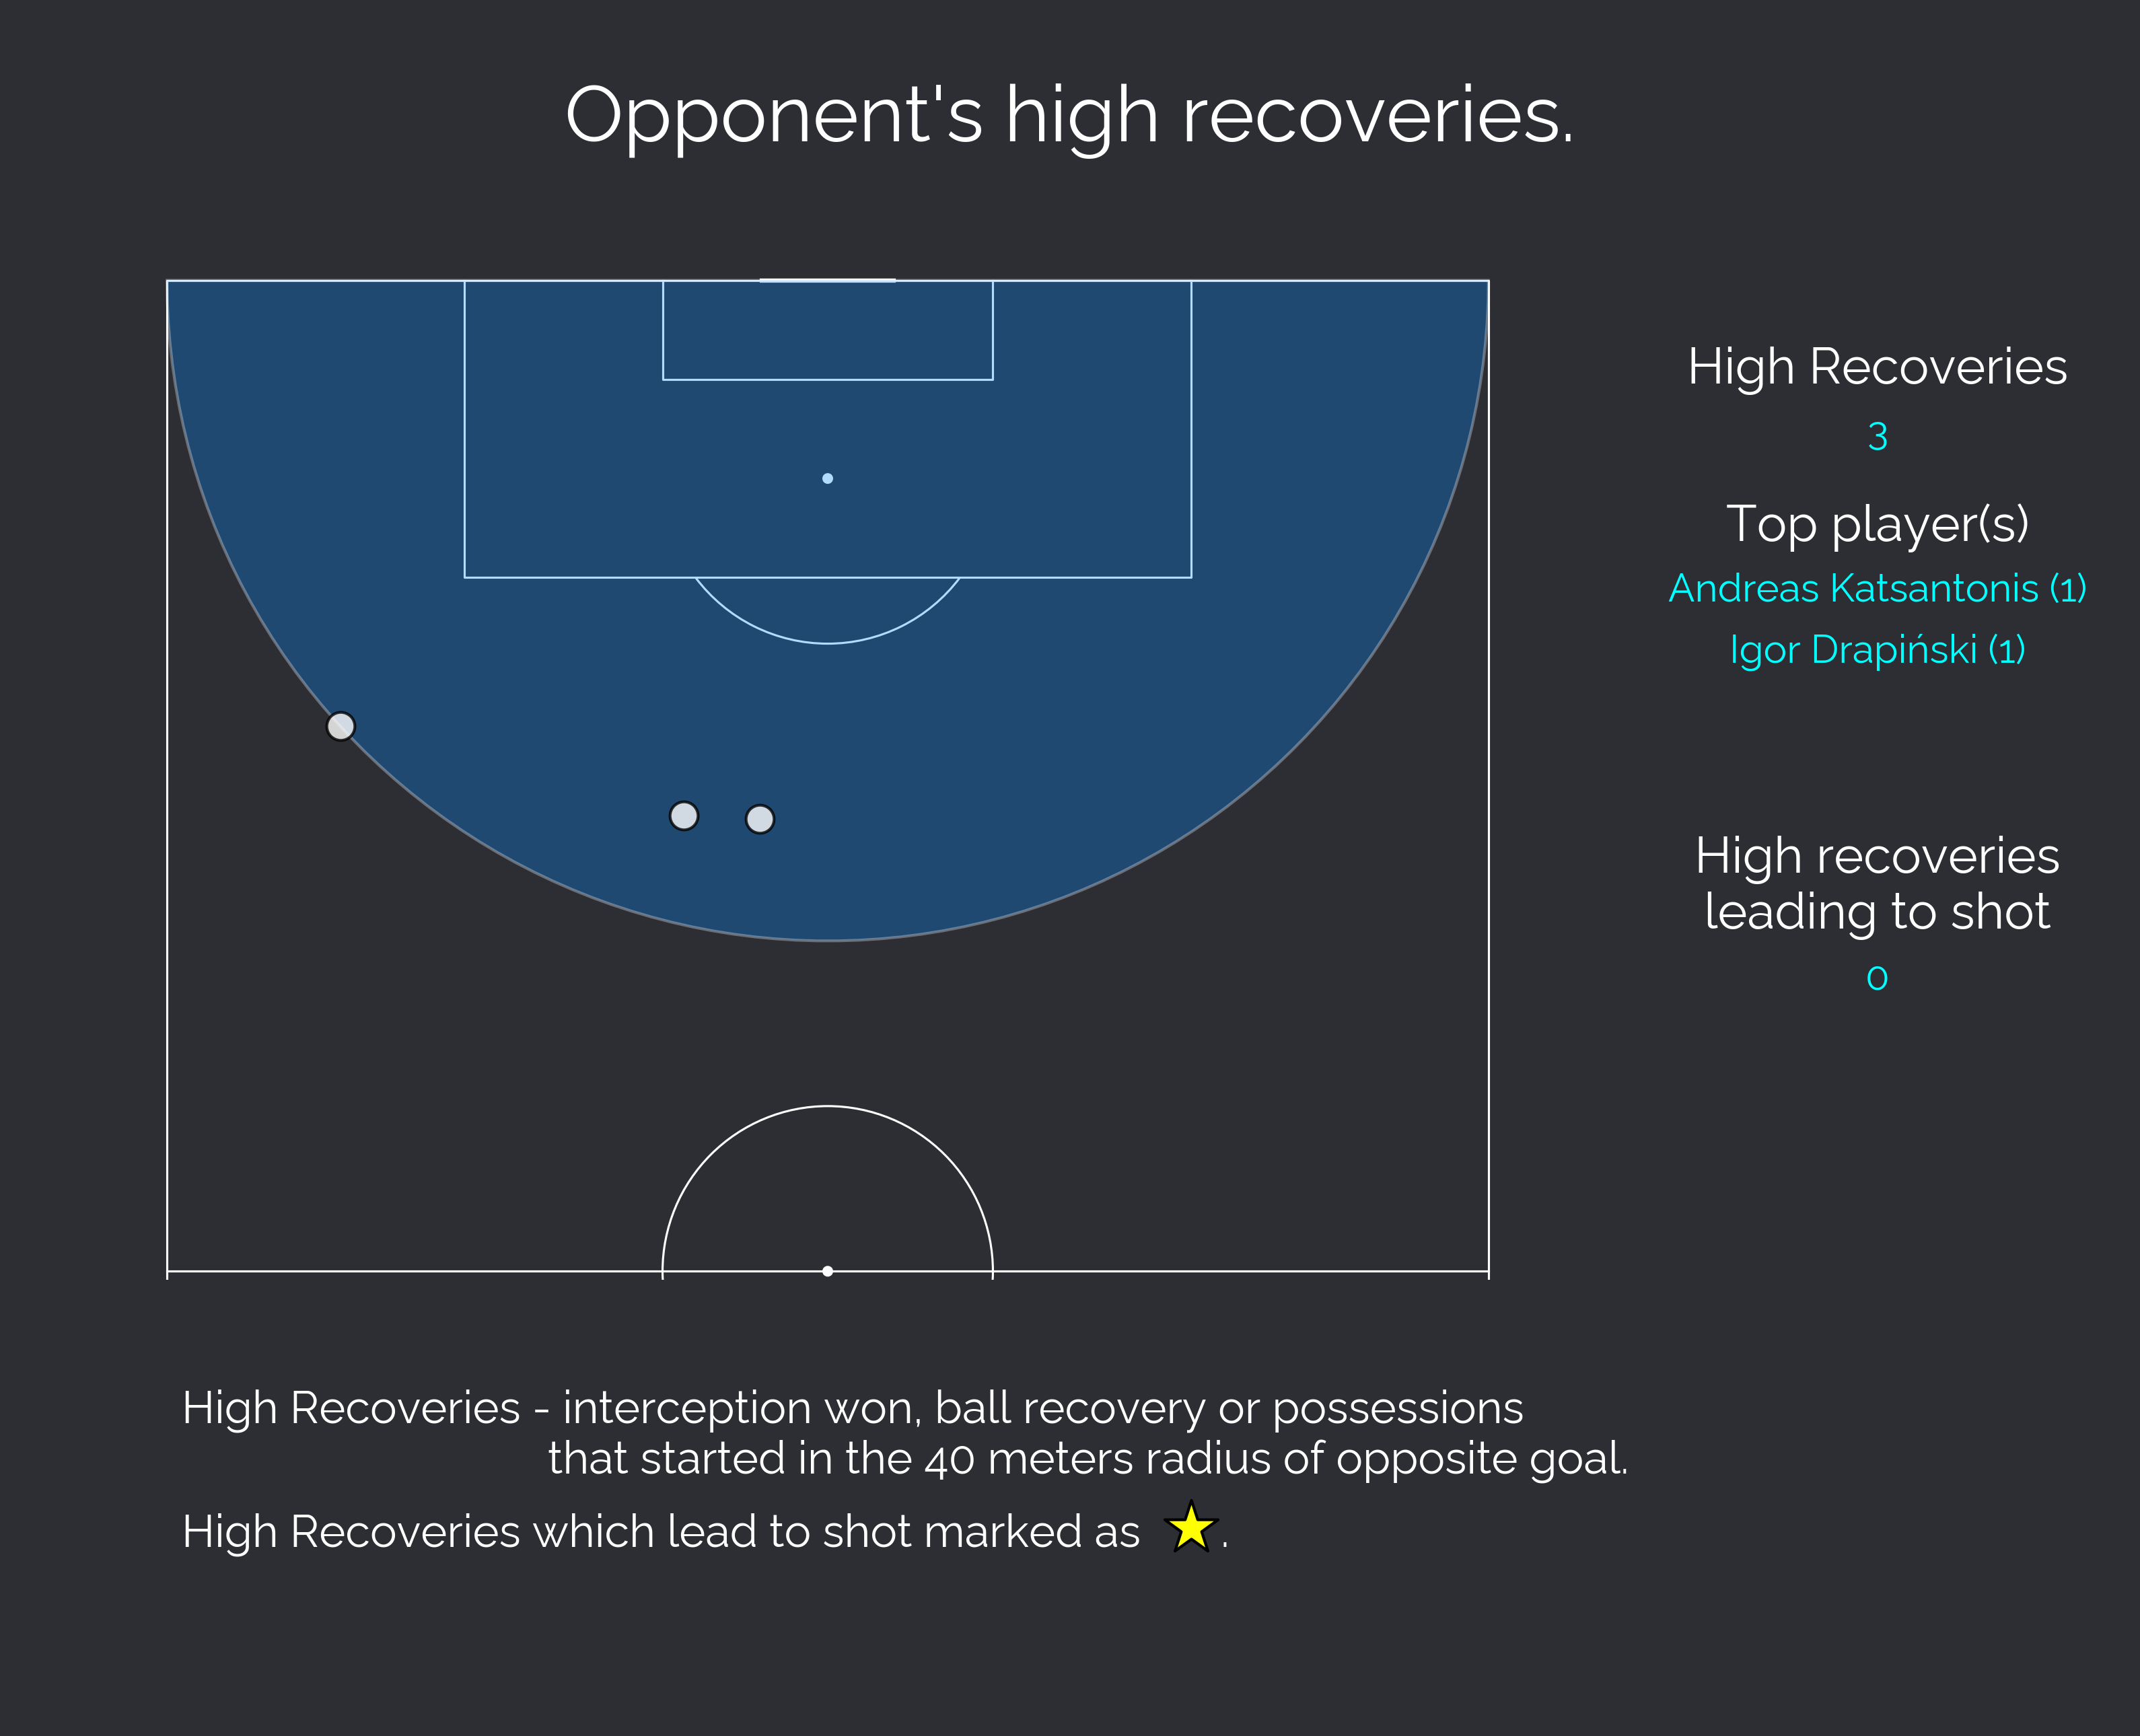 Opponent's high recoveries.
High Recoveries
3
Top player(s)
Andreas Katsantonis (1)
Igor Drapiński (1)
High recoveries
leading to shot
0
High Recoveries - interception won, ball recovery or possessions
that started in the 40 meters radius of opposite goal.
High Recoveries which lead to shot marked as .